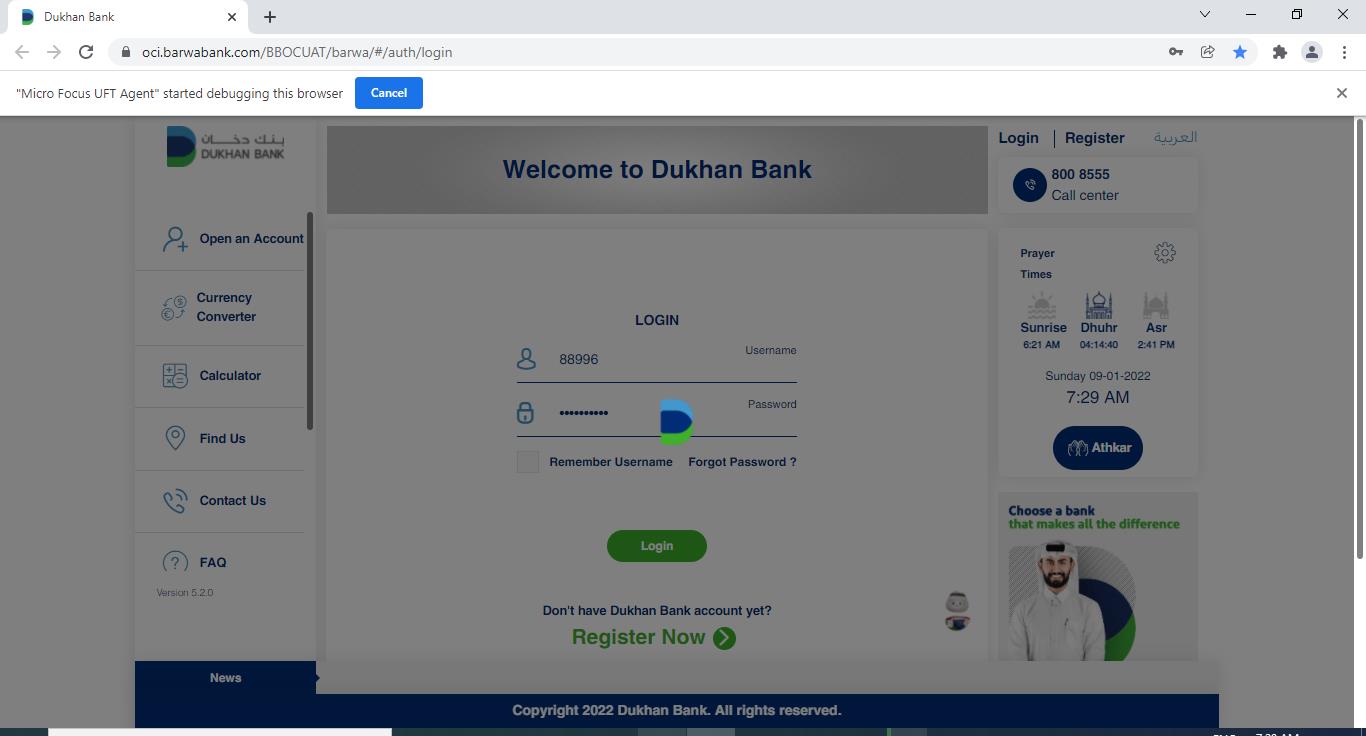 Dukhan Bank
oci.barwabank.com/BBOCUAT/barwa/#/auth/login
"Micro Focus UFT Agent" started debugging this browser
Cancel
بنك دخان
DUKHAN BANK
Open an Account
Currency
Converter
Calculator
Find Us
Contact Us
FAQ
Version 5.2.0
News
Welcome to Dukhan Bank
LOGIN
Username
88996
Password
••••••••••
Remember Username
Forgot Password ?
Login
Don't have Dukhan Bank account yet?
Register Now
Login
Register
العربية
800 8555
Call center
Prayer
Times
Sunrise Dhuhr Asr
6:21 AM 04:14:40 2:41 PM
Sunday 09-01-2022
7:29 AM
Athkar
Choose a bank
that makes all the difference
Copyright 2022 Dukhan Bank. All rights reserved.